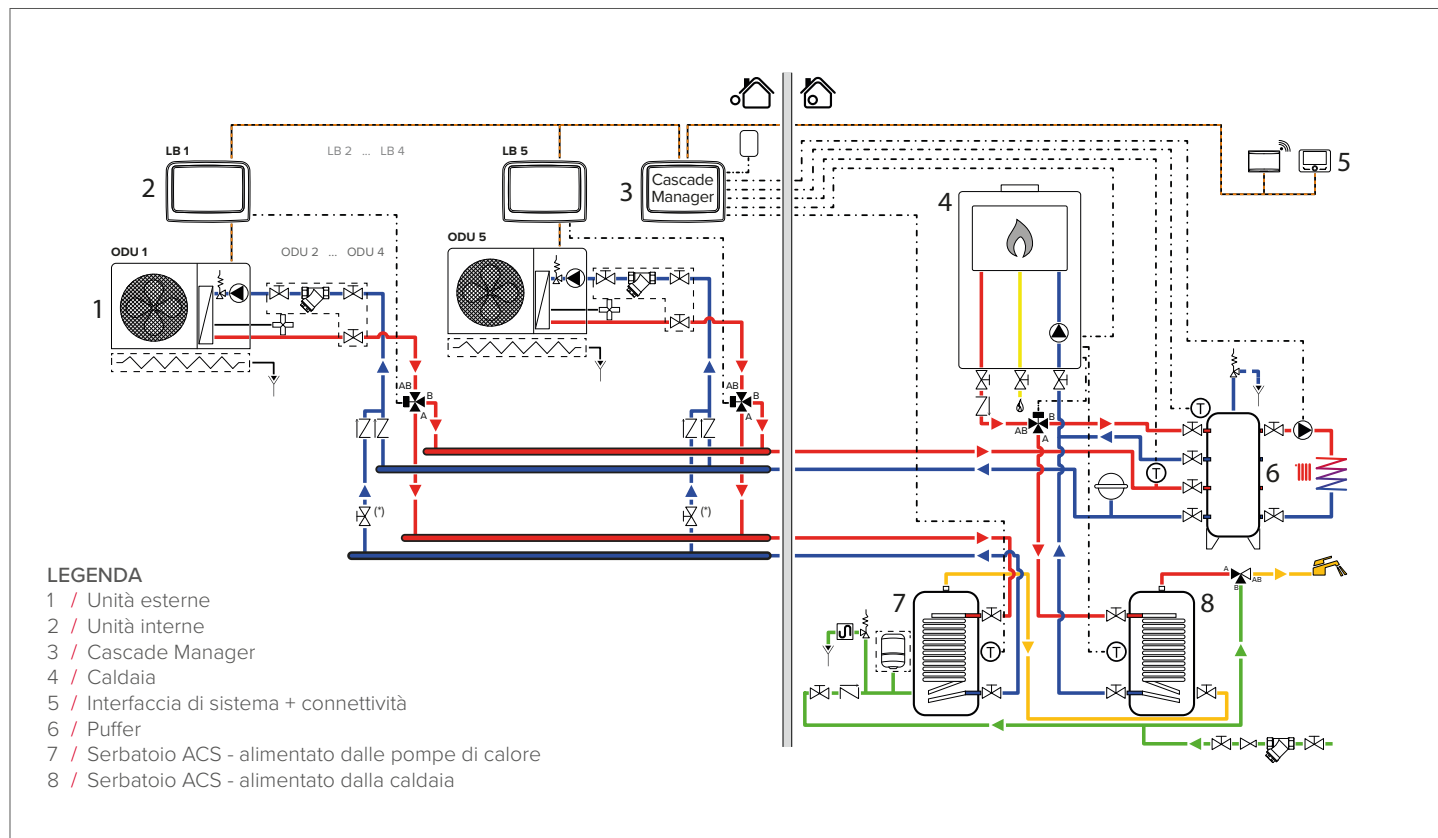 LB 1
LB 2 ... LB 4
LB 5
2
3
Cascade
Manager
4
5
ODU 1
ODU 2 ... ODU 4
ODU 5
1
AB
B
A
AB
B
A
AB
B
A
T
T
6
(*)
(*)
7
8
T
T
A
AB
B
LEGENDA
1 / Unità esterne
2 / Unità interne
3 / Cascade Manager
4 / Caldaia
5 / Interfaccia di sistema + connettività
6 / Puffer
7 / Serbatoio ACS - alimentato dalle pompe di calore
8 / Serbatoio ACS - alimentato dalla caldaia